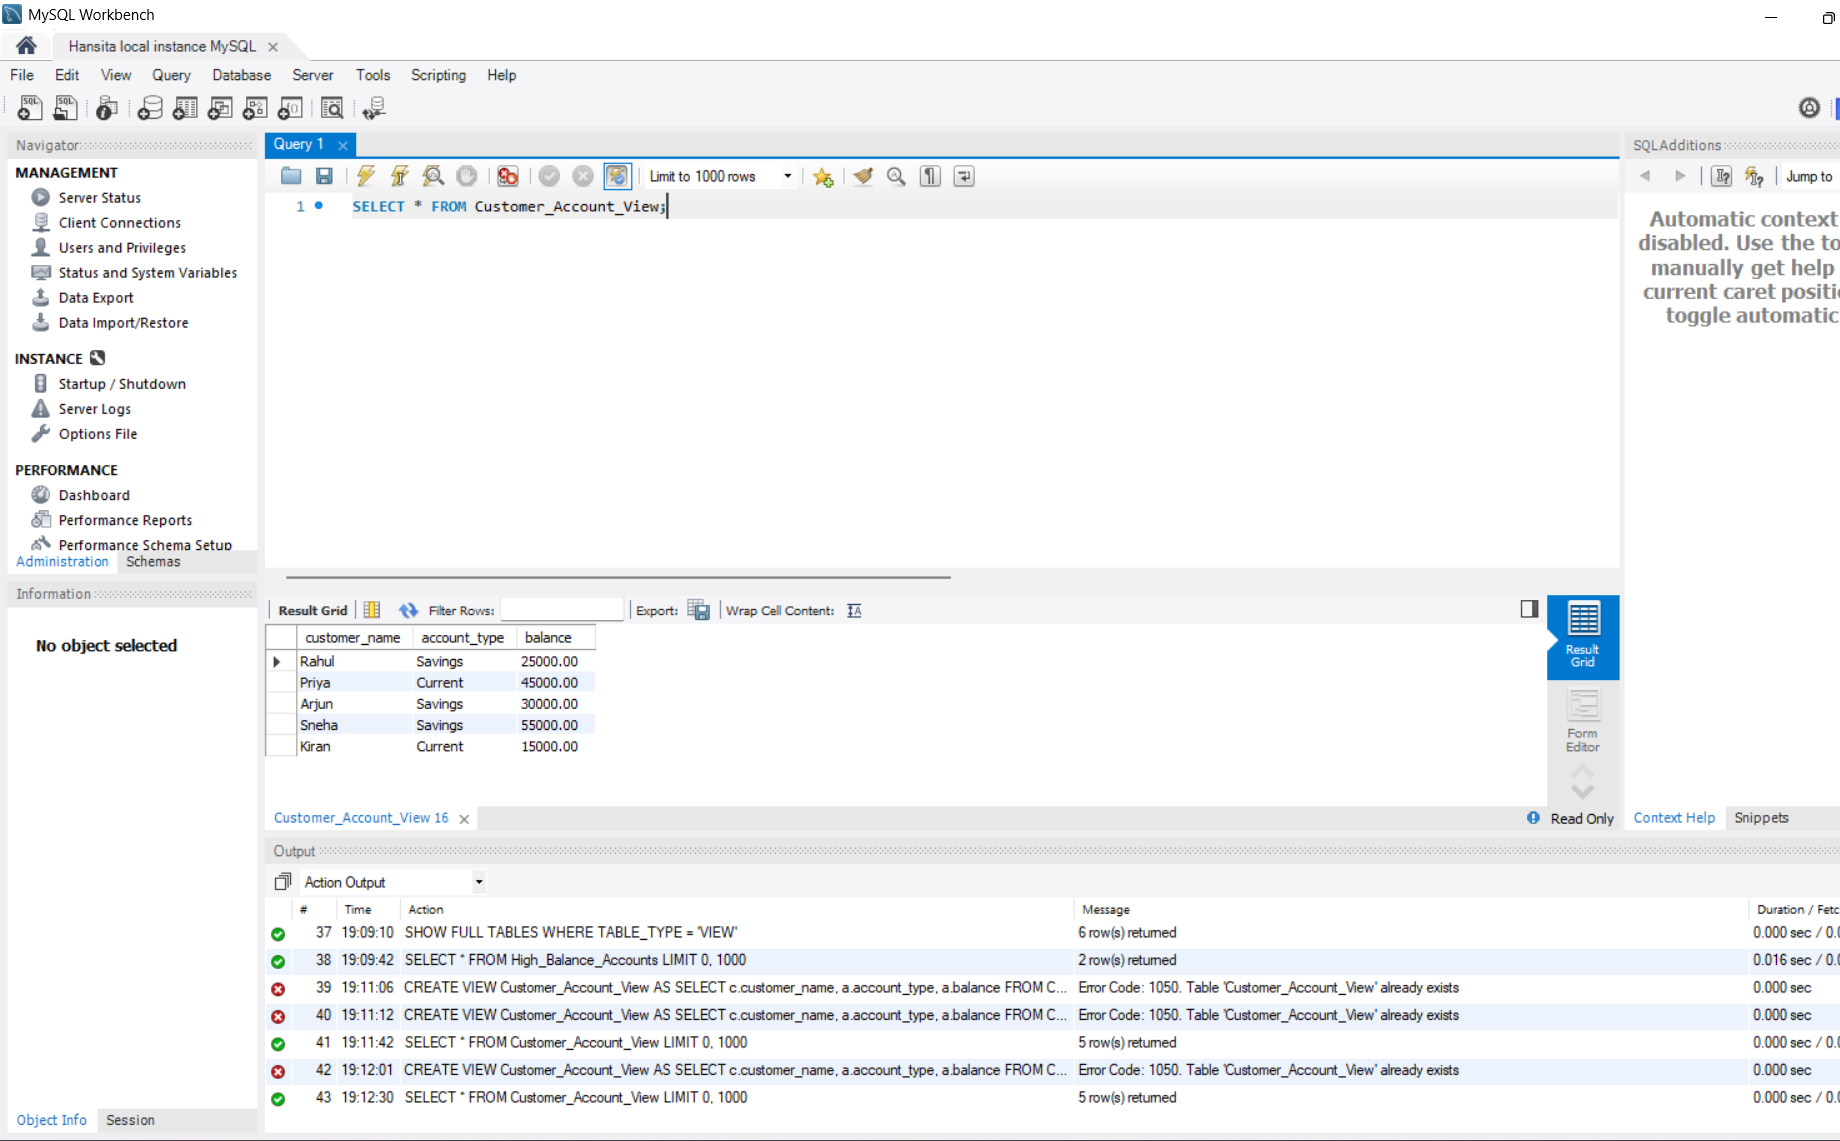 MySQL Workbench
Hansita local instance MySQL
File Edit View Query Database Server Tools Scripting Help
Navigator
MANAGEMENT
Server Status
Client Connections
Users and Privileges
Status and System Variables
Data Export
Data Import/Restore
INSTANCE
Startup / Shutdown
Server Logs
Options File
PERFORMANCE
Dashboard
Performance Reports
Performance Schema Setup
Administration Schemas
Information
No object selected
Object Info Session
Query 1
Limit to 1000 rows
1 SELECT * FROM Customer_Account_View;
Result Grid Filter Rows: Export: Wrap Cell Content:
customer_name account_type balance
Rahul Savings 25000.00
Priya Current 45000.00
Arjun Savings 30000.00
Sneha Savings 55000.00
Kiran Current 15000.00
Result
Grid
Form
Editor
Customer_Account_View 16
Read Only
SQLAdditions
Jump to
Automatic context
disabled. Use the to
manually get help
current caret positi
toggle automatic
Context Help Snippets
Output
Action Output
# Time Action Message Duration / Fetc
37 19:09:10 SHOW FULL TABLES WHERE TABLE_TYPE = 'VIEW' 6 row(s) returned 0.000 sec / 0.0
38 19:09:42 SELECT * FROM High_Balance_Accounts LIMIT 0, 1000 2 row(s) returned 0.016 sec / 0.0
39 19:11:06 CREATE VIEW Customer_Account_View AS SELECT c.customer_name, a.account_type, a.balance FROM C... Error Code: 1050. Table 'Customer_Account_View' already exists 0.000 sec
40 19:11:12 CREATE VIEW Customer_Account_View AS SELECT c.customer_name, a.account_type, a.balance FROM C... Error Code: 1050. Table 'Customer_Account_View' already exists 0.000 sec
41 19:11:42 SELECT * FROM Customer_Account_View LIMIT 0, 1000 5 row(s) returned 0.000 sec / 0.0
42 19:12:01 CREATE VIEW Customer_Account_View AS SELECT c.customer_name, a.account_type, a.balance FROM C... Error Code: 1050. Table 'Customer_Account_View' already exists 0.000 sec
43 19:12:30 SELECT * FROM Customer_Account_View LIMIT 0, 1000 5 row(s) returned 0.000 sec / 0.0